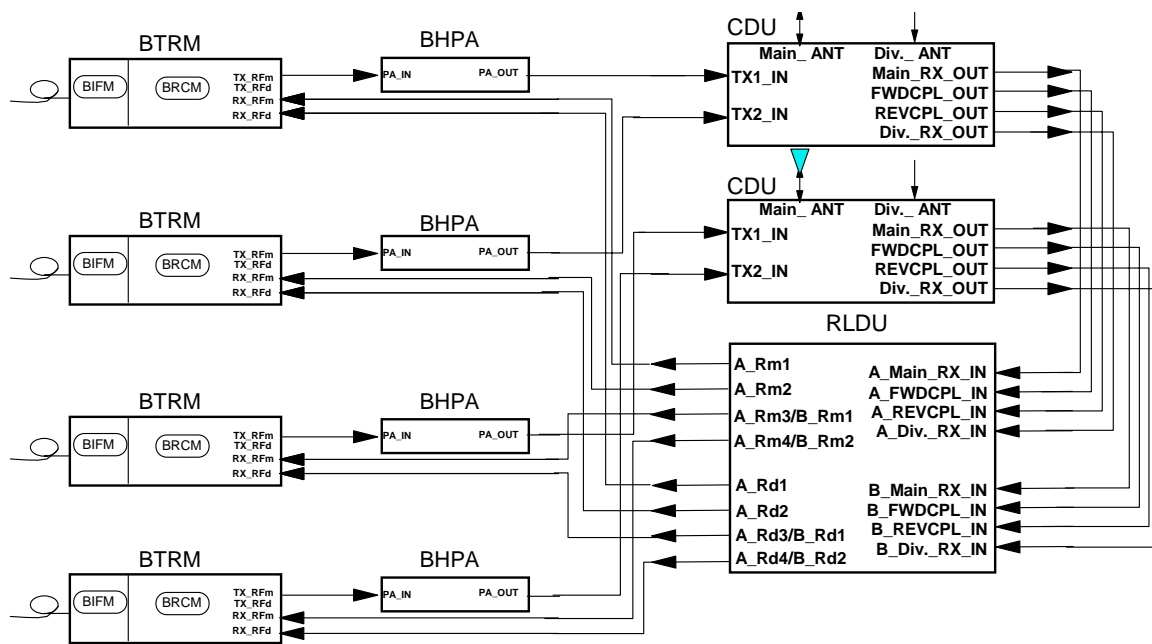 CDU
BTRM
BHPA
Main_ANT Div._ANT
BIFM BRCM
TX_RFm
TX_RFd
RX_RFm
RX_RFd
PA_IN PA_OUT
TX1_IN
TX2_IN
Main_RX_OUT
FWDCPL_OUT
REVCPL_OUT
Div._RX_OUT
CDU
BTRM
BHPA
Main_ ANT Div._ ANT
BIFM BRCM
TX_RFm
TX_RFd
RX_RFm
RX_RFd
PA_IN PA_OUT
TX1_IN
TX2_IN
Main_RX_OUT
FWDCPL_OUT
REVCPL_OUT
Div._RX_OUT
RLDU
A_Rm1
A_Rm2
A_Rm3/B_Rm1
A_Rm4/B_Rm2
A_Rd1
A_Rd2
A_Rd3/B_Rd1
A_Rd4/B_Rd2
A_Main_RX_IN
A_FWDCPL_IN
A_REVCPL_IN
A_Div._RX_IN
B_Main_RX_IN
B_FWDCPL_IN
B_REVCPL_IN
B_Div._RX_IN
BTRM
BHPA
BIFM BRCM
TX_RFm
TX_RFd
RX_RFm
RX_RFd
PA_IN PA_OUT
BTRM
BHPA
BIFM BRCM
TX_RFm
TX_RFd
RX_RFm
RX_RFd
PA_IN PA_OUT